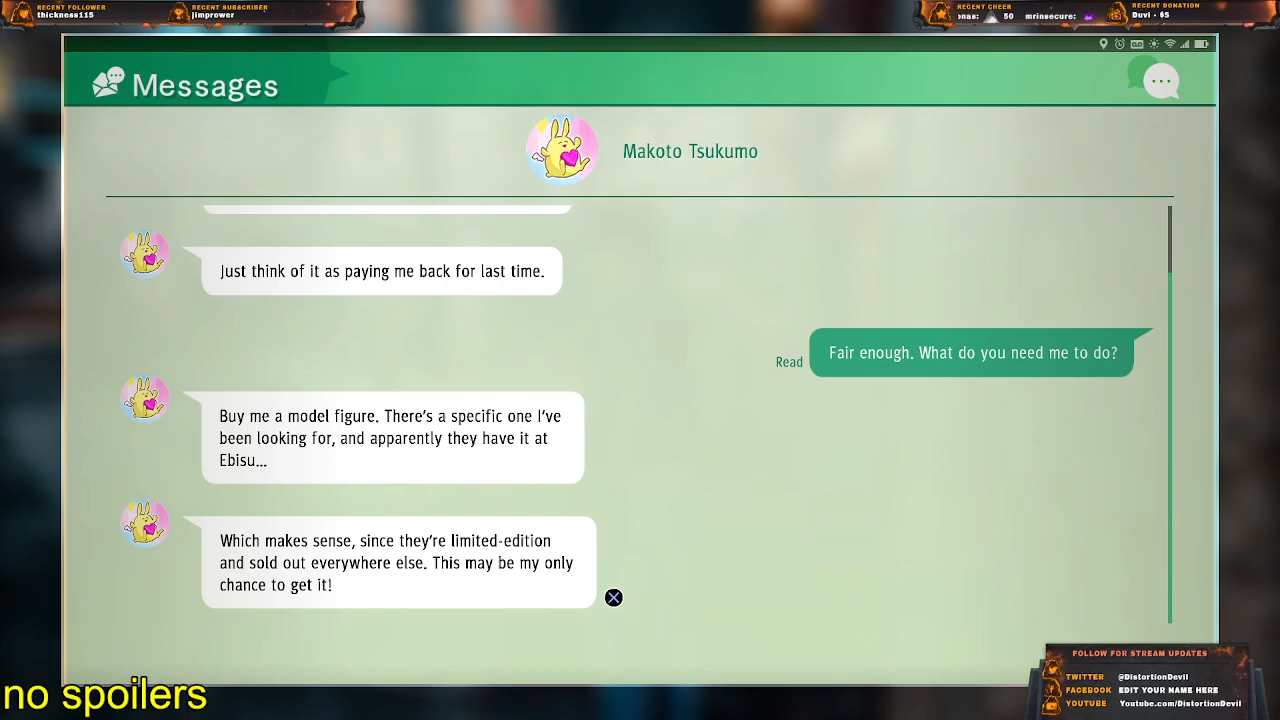 RECENT FOLLOWER
thickness115
RECENT SUBSCRIBER
jimprower
RECENT CHEER
onas: 50 mrinsecure:
RECENT DONATION
Duvi - $5
Messages
Makoto Tsukumo
Just think of it as paying me back for last time.
Read
Fair enough. What do you need me to do?
Buy me a model figure. There's a specific one I've
been looking for, and apparently they have it at
Ebisu...
Which makes sense, since they're limited-edition
and sold out everywhere else. This may be my only
chance to get it!
no spoilers
FOLLOW FOR STREAM UPDATES
TWITTER @DistortionDevil
FACEBOOK EDIT YOUR NAME HERE
YOUTUBE Youtube.com/DistortionDevil